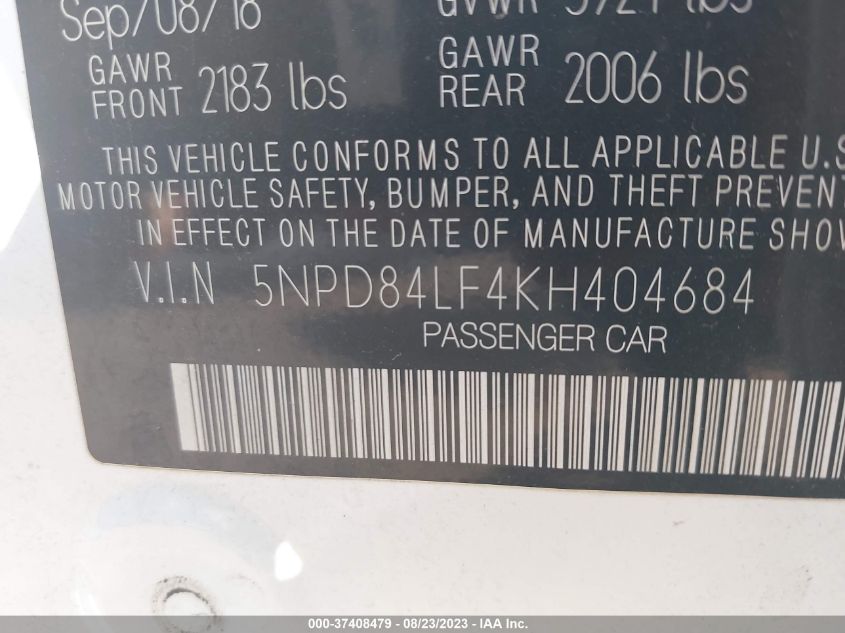 Sep/08/18 GVWR lbs
GAWR FRONT 2183 lbs GAWR REAR 2006 lbs
THIS VEHICLE CONFORMS TO ALL APPLICABLE U.S
MOTOR VEHICLE SAFETY, BUMPER, AND THEFT PREVENT
IN EFFECT ON THE DATE OF MANUFACTURE SHOW
V.I.N 5NPD84LF4KH404684
PASSENGER CAR
000-37408479 - 08/23/2023 - IAA Inc.